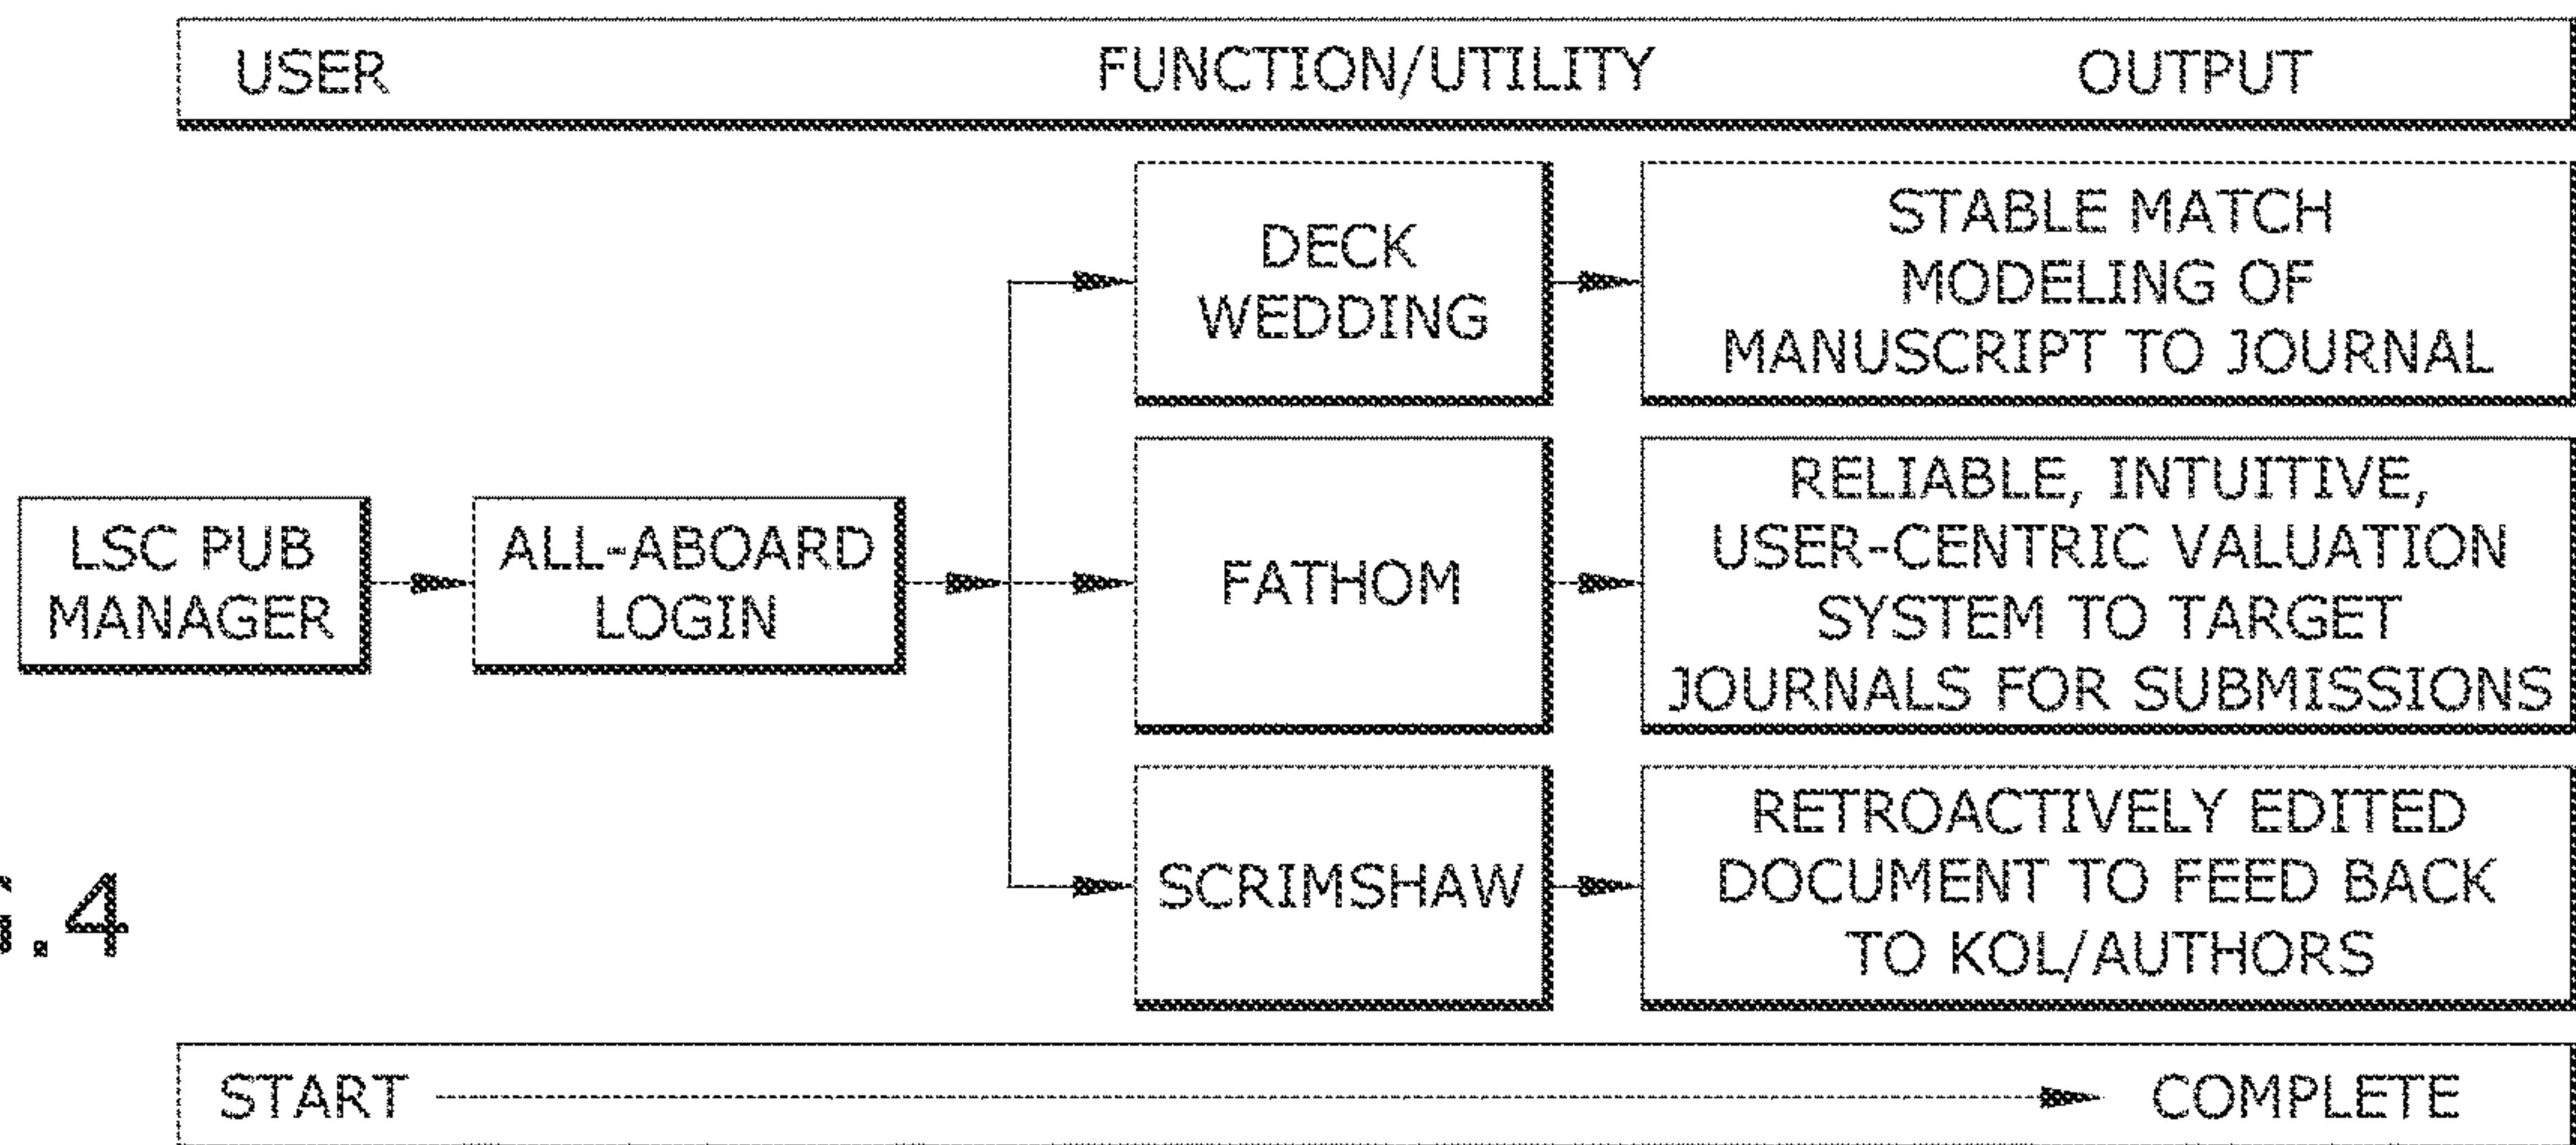 USER FUNCTION/UTILITY OUTPUT
DECK
WEDDING
STABLE MATCH
MODELING OF
MANUSCRIPT TO JOURNAL
LSC PUB
MANAGER
ALL-ABOARD
LOGIN
FATHOM
RELIABLE, INTUITIVE,
USER-CENTRIC VALUATION
SYSTEM TO TARGET
JOURNALS FOR SUBMISSIONS
SCRIMSHAW
RETROACTIVELY EDITED
DOCUMENT TO FEED BACK
TO KOL/AUTHORS
.4
START COMPLETE